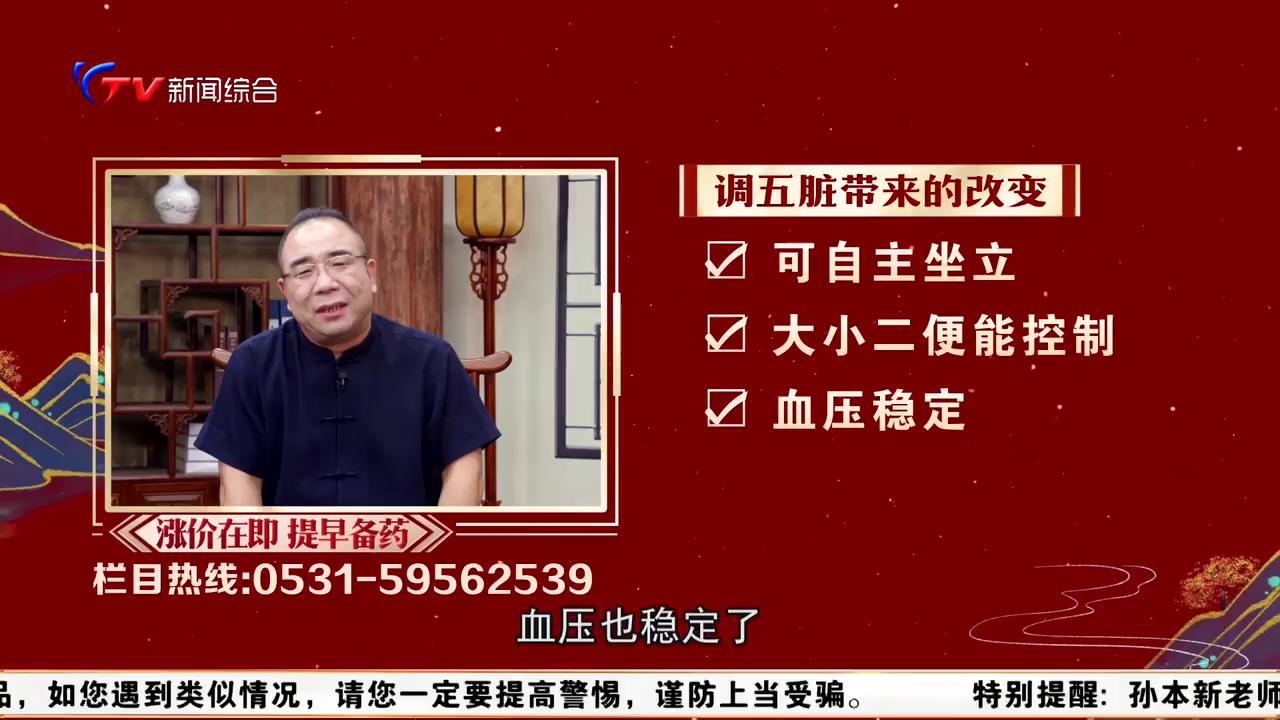 TV新闻综合
调五脏带来的改变
可自主坐立
大小二便能控制
血压稳定
涨价在即 提早备药
栏目热线:0531-59562539
血压也稳定了
品，如您遇到类似情况，请您一定要提高警惕，谨防上当受骗。 特别提醒: 孙本新老师